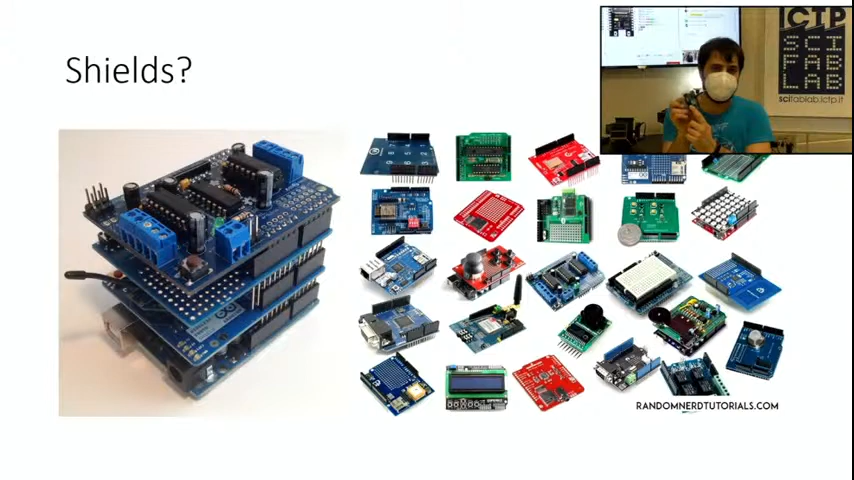 Shields?
ICTP
SCI
FAB
LAB
scifablab.ictp.it
RANDOMNERDTUTORIALS.COM